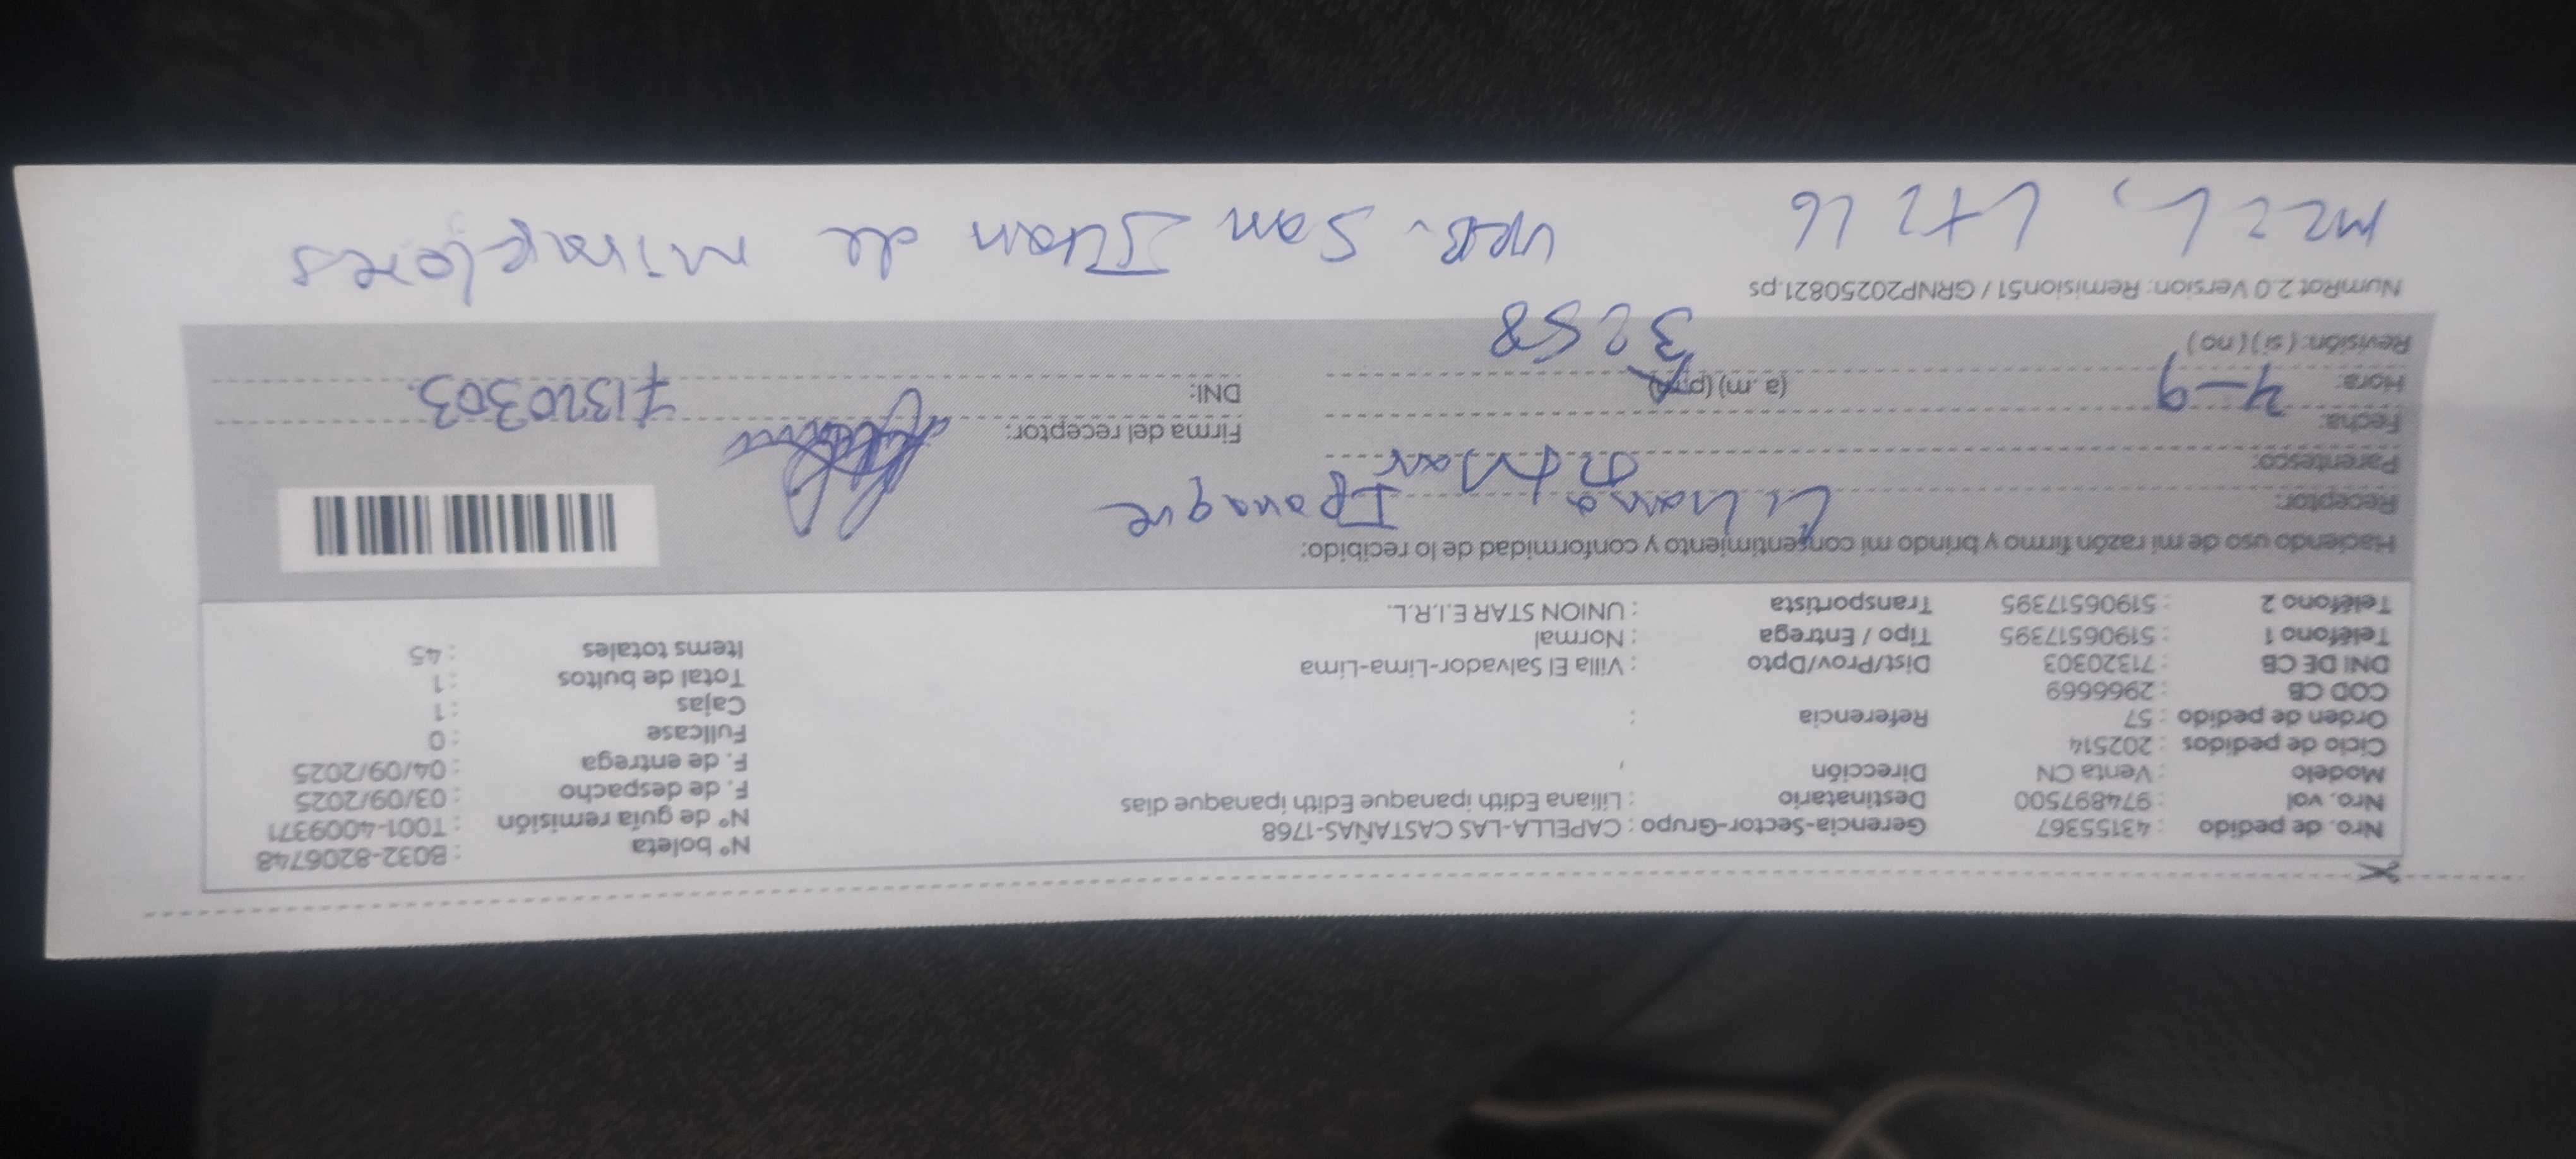 Nro. de pedido : 43155367 Gerencia-Sector-Grupo : CAPELLA-LAS CASTAÑAS-1768 N° boleta : B032-8206748
Nro. vol : 974897500 Destinatario : Liliana Edith ipanaque Edith ipanaque dias N° de guía remisión : T001-4009371
Modelo : Venta CN Dirección , F. de despacho : 03/09/2025
Ciclo de pedidos : 202514 F. de entrega : 04/09/2025
Orden de pedido : 57 Referencia : Fullcase : 0
COD CB : 2966669 Cajas : 1
DNI DE CB : 71320303 Dist/Prov/Dpto : Villa El Salvador-Lima-Lima Total de bultos : 1
Teléfono 1 : 51906517395 Tipo / Entrega : Normal Items totales : 45
Teléfono 2 : 51906517395 Transportista : UNION STAR E.I.R.L.
Haciendo uso de mi razón firmo y brindo mi consentimiento y conformidad de lo recibido:
Receptor: Liliana Ipanaque
Parentesco:
Fecha: 4-9 Firma del receptor:
Hora: (a .m) (p.m) DNI: 71320303.
Revisión: ( si ) ( no ) 3258
NumRot 2.0 Version: Remision51 / GRNP20250821.ps
MZZ L, LTZ 26 URB. San Juan de miraflores